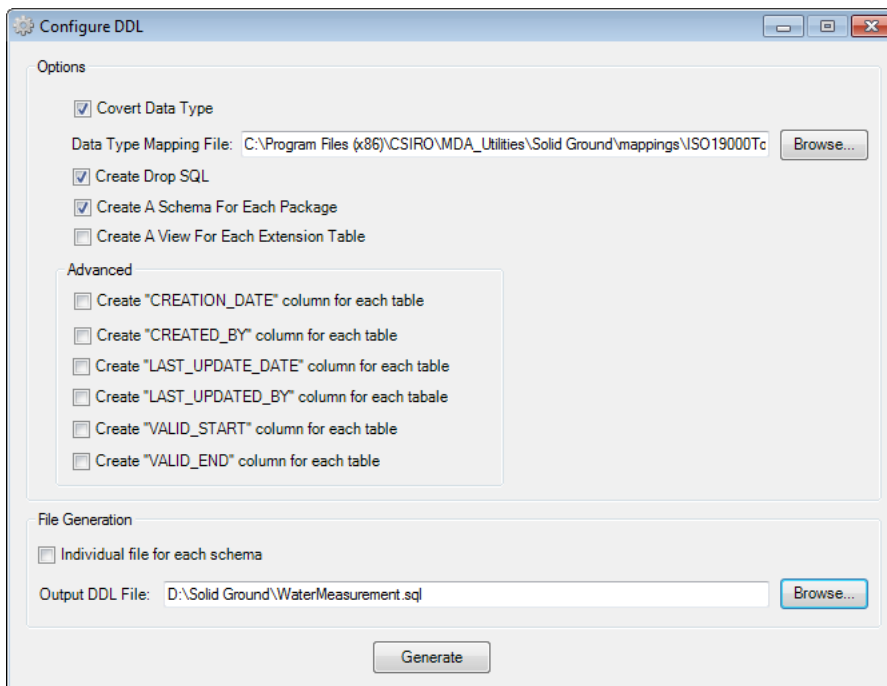 Configure DDL
Options
Covert Data Type
Data Type Mapping File: C:\Program Files (x86)\CSIRO\MDA_Utilities\Solid Ground\mappings\ISO19000Tc Browse...
Create Drop SQL
Create A Schema For Each Package
Create A View For Each Extension Table
Advanced
Create "CREATION_DATE" column for each table
Create "CREATED_BY" column for each table
Create "LAST_UPDATE_DATE" column for each table
Create "LAST_UPDATED_BY" column for each tabale
Create "VALID_START" column for each table
Create "VALID_END" column for each table
File Generation
Individual file for each schema
Output DDL File: D:\Solid Ground\WaterMeasurement.sql Browse...
Generate